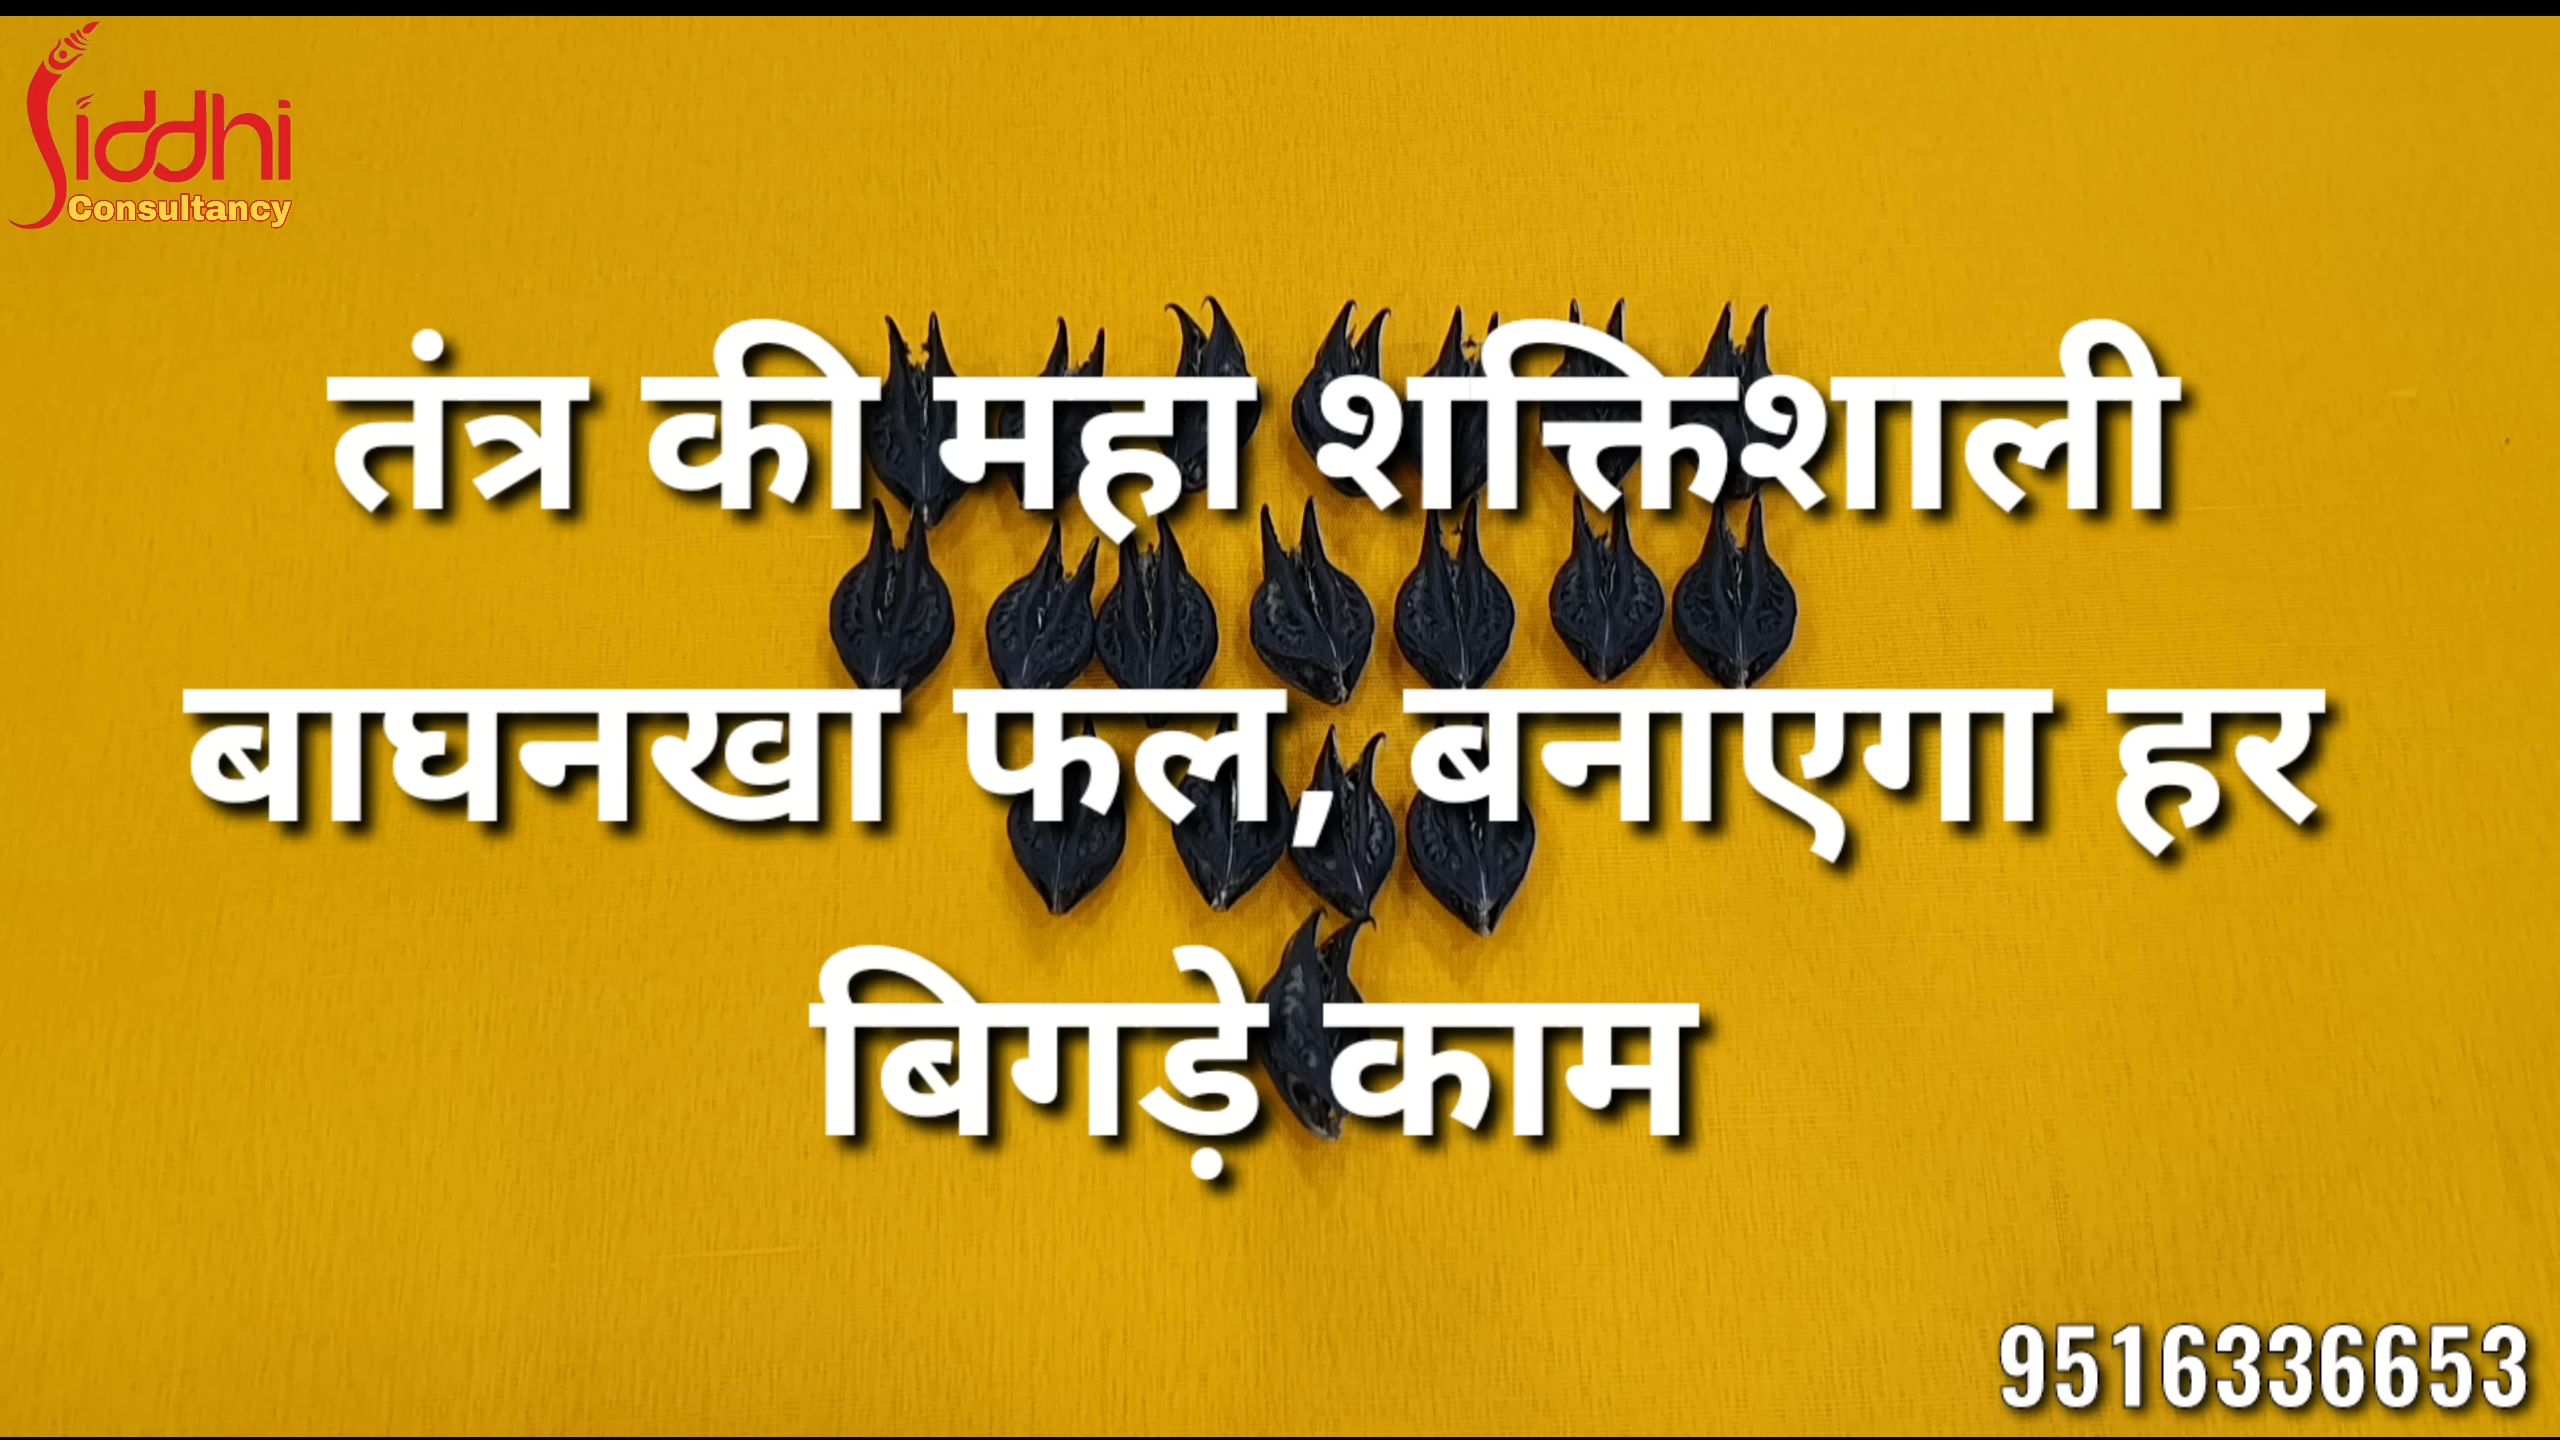 Siddhi
Consultancy
तंत्र की महा शक्तिशाली
बाघनखा फल, बनाएगा हर
बिगड़े काम
9516336653